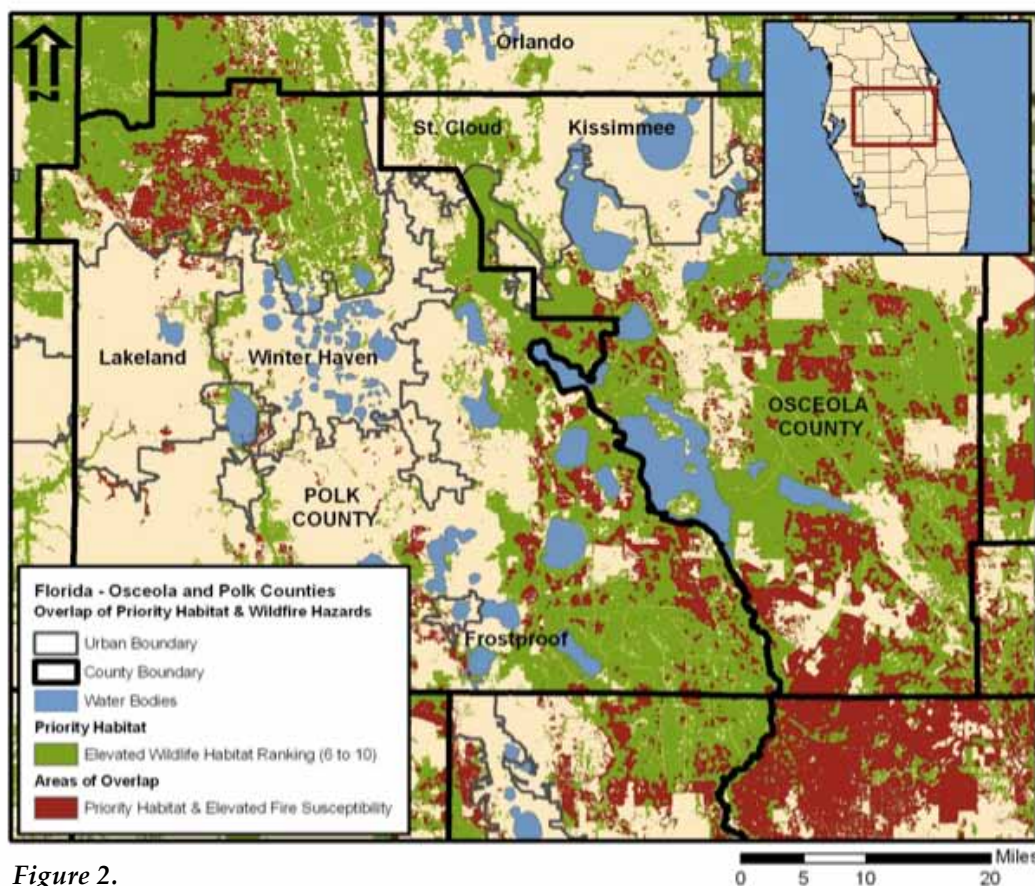 N
Orlando
St. Cloud
Kissimmee
Lakeland
Winter Haven
OSCEOLA
COUNTY
POLK
COUNTY
Frostproof
Florida - Osceola and Polk Counties
Overlap of Priority Habitat & Wildfire Hazards
Urban Boundary
County Boundary
Water Bodies
Priority Habitat
Elevated Wildlife Habitat Ranking (6 to 10)
Areas of Overlap
Priority Habitat & Elevated Fire Susceptibility
Miles
0 5 10 20
Figure 2.